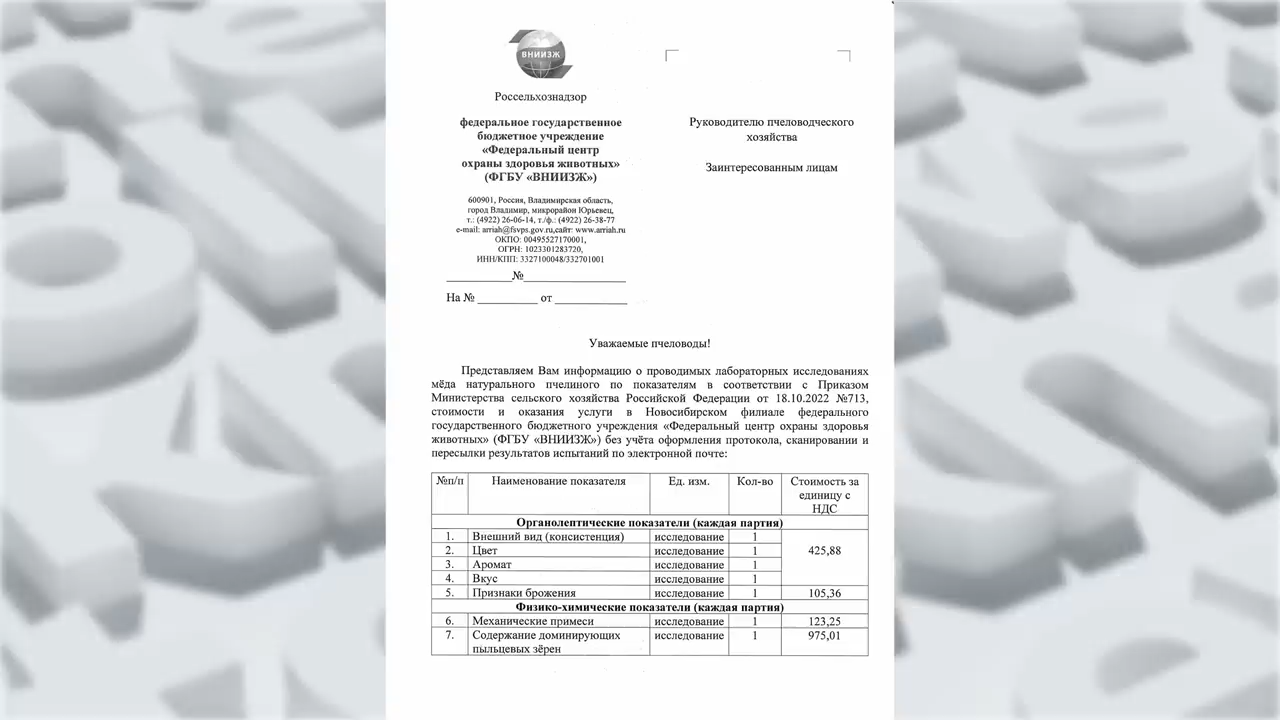 ВНИИЗЖ
Россельхознадзор
федеральное государственное
бюджетное учреждение
«Федеральный центр
охраны здоровья животных»
(ФГБУ «ВНИИЗЖ»)
600901, Россия, Владимирская область,
город Владимир, микрорайон Юрьевец,
т.: (4922) 26-06-14, т./ф.: (4922) 26-38-77
e-mail: arriah@fsvps.gov.ru,сайт: www.arriah.ru
ОКПО: 00495527170001,
ОГРН: 1023301283720,
ИНН/КПП: 3327100048/332701001
____________№__________________
На № __________ от ____________
Руководителю пчеловодческого
хозяйства
Заинтересованным лицам
Уважаемые пчеловоды!
Представляем Вам информацию о проводимых лабораторных исследованиях
мёда натурального пчелиного по показателям в соответствии с Приказом
Министерства сельского хозяйства Российской Федерации от 18.10.2022 №713,
стоимости и оказания услуги в Новосибирском филиале федерального
государственного бюджетного учреждения «Федеральный центр охраны здоровья
животных» (ФГБУ «ВНИИЗЖ») без учёта оформления протокола, сканировании и
пересылки результатов испытаний по электронной почте:
№п/п Наименование показателя Ед. изм. Кол-во Стоимость за
единицу с
НДС
Органолептические показатели (каждая партия)
1. Внешний вид (консистенция) исследование 1
2. Цвет исследование 1 425,88
3. Аромат исследование 1
4. Вкус исследование 1
5. Признаки брожения исследование 1 105,36
Физико-химические показатели (каждая партия)
6. Механические примеси исследование 1 123,25
7. Содержание доминирующих исследование 1 975,01
пыльцевых зёрен